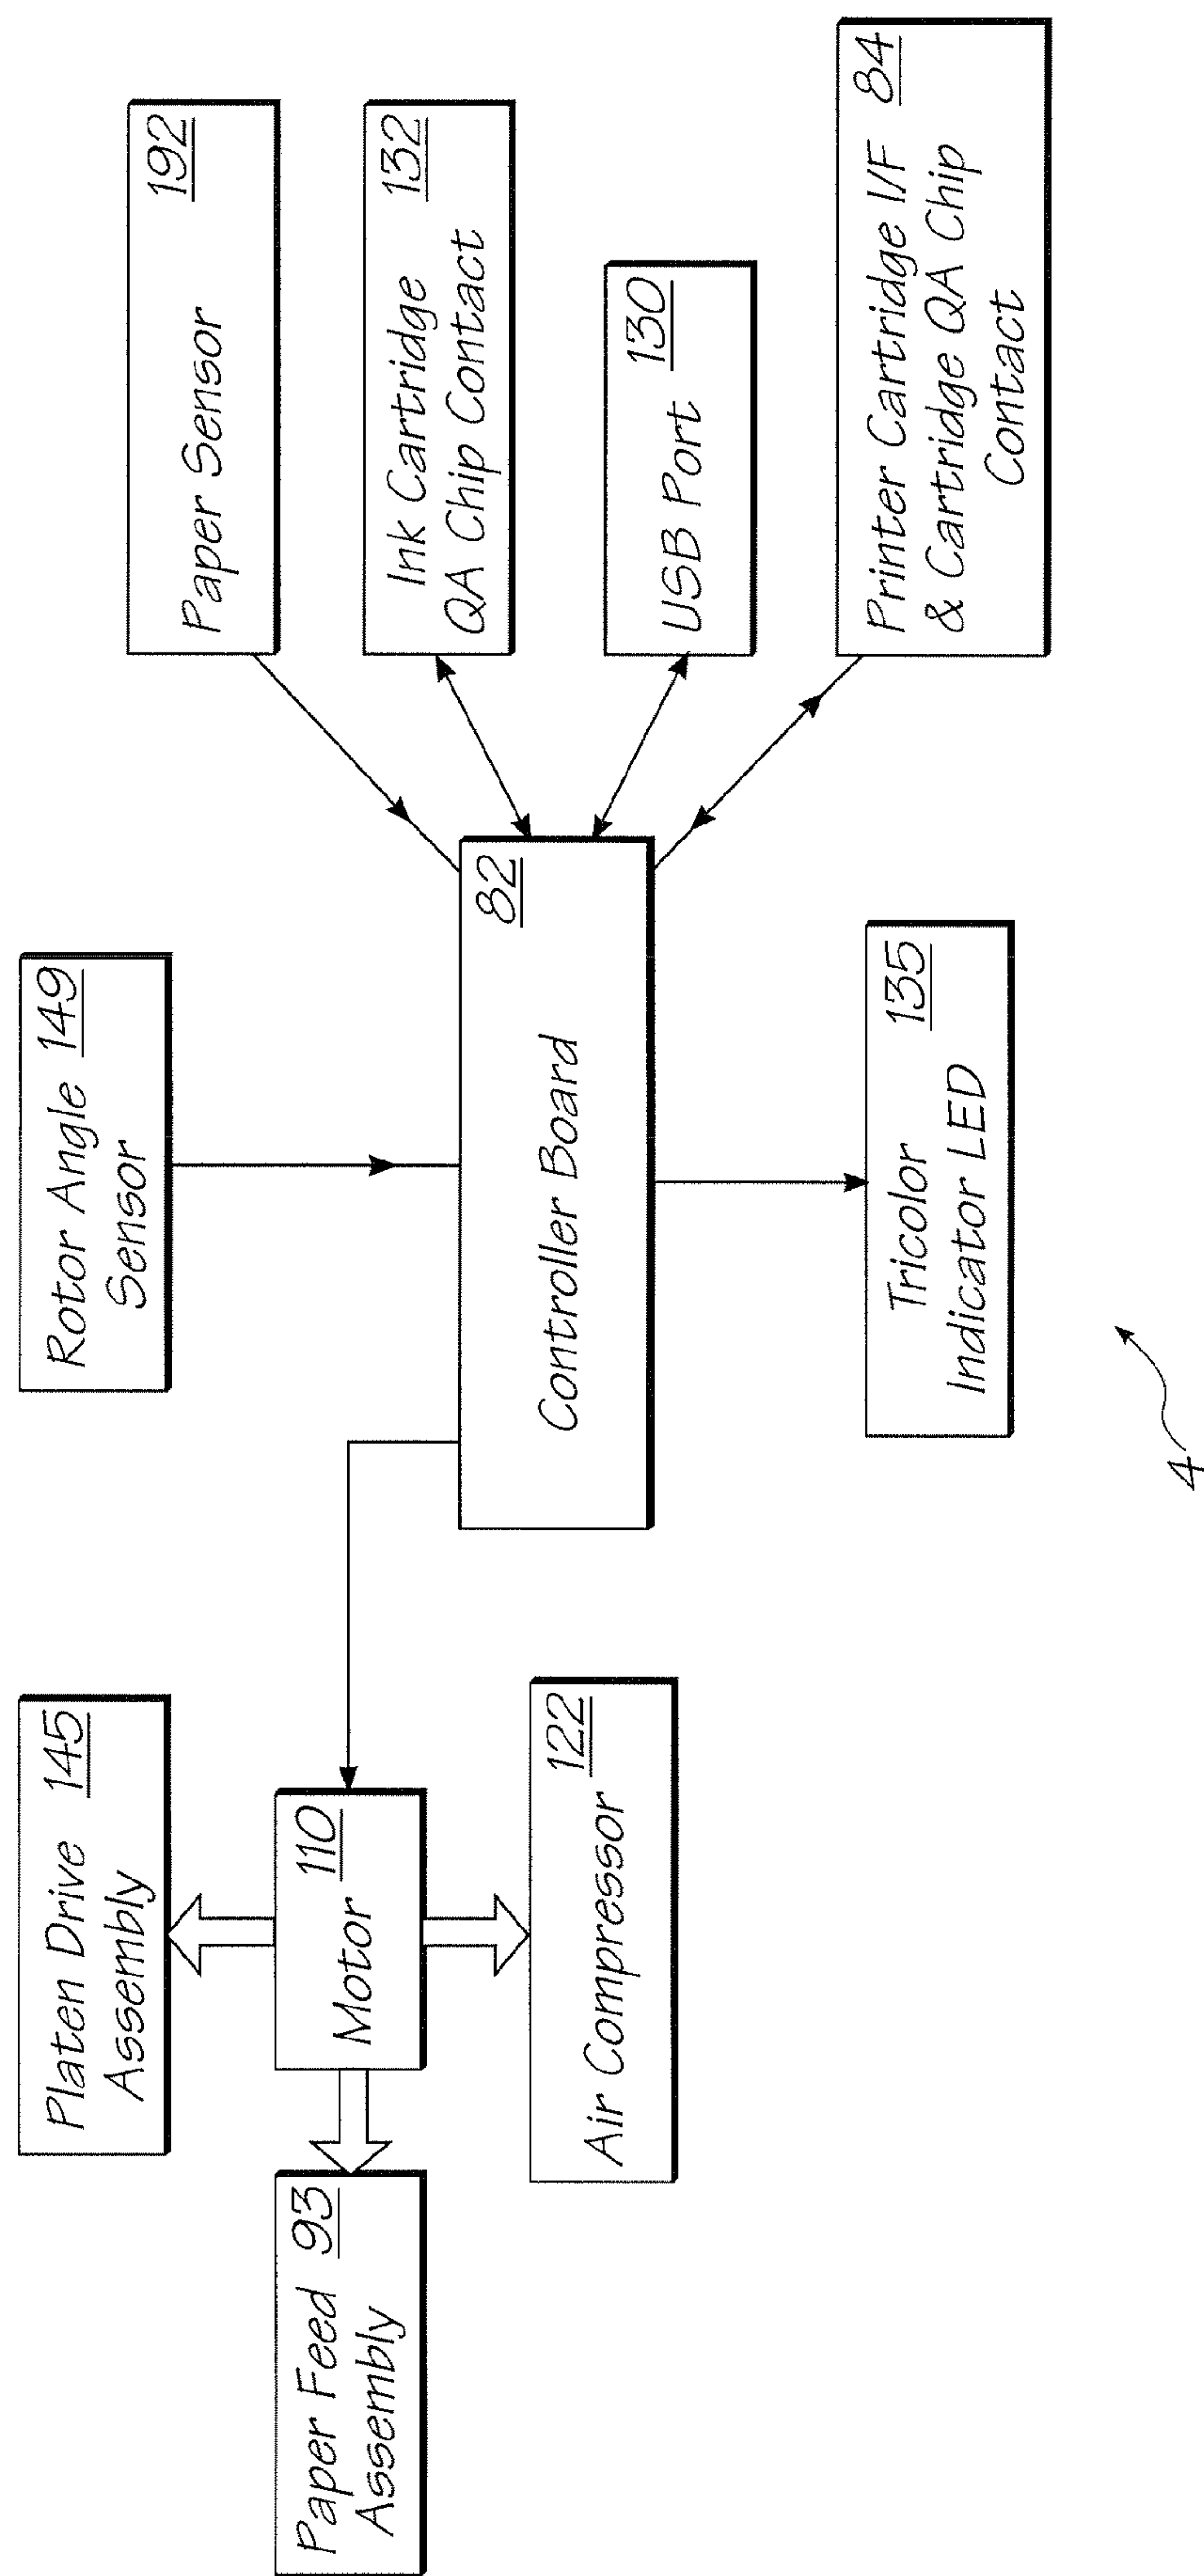 Platen Drive 145
Assembly
Rotor Angle 149
Sensor
192
Paper Sensor
Paper Feed 93
Assembly
110
Motor
132
Ink Cartridge
QA Chip Contact
82
Controller Board
122
Air Compressor
130
USB Port
135
Tricolor
Indicator LED
Printer Cartridge I/F 84
& Cartridge QA Chip
Contact
4